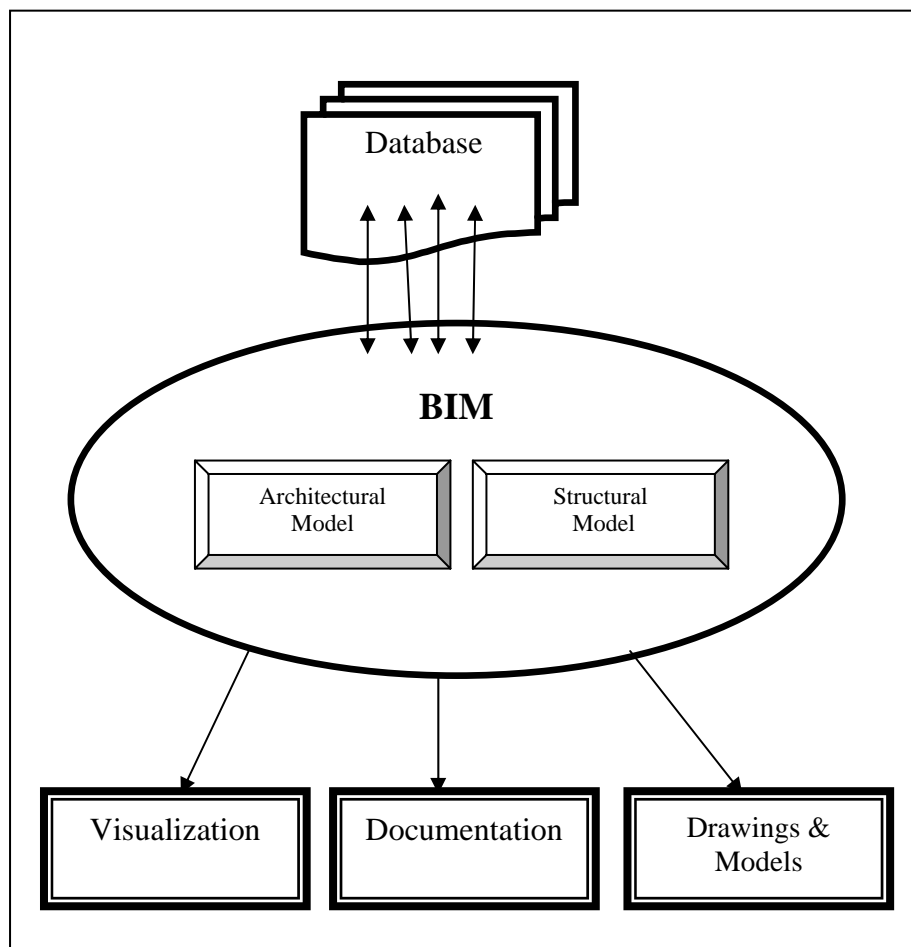 Database
BIM
Architectural
Model
Structural
Model
Visualization
Documentation
Drawings &
Models